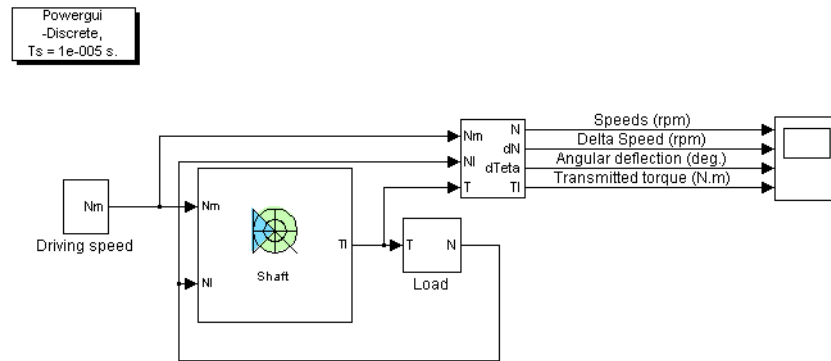 Powergui
-Discrete,
Ts = 1e-005 s.
Speeds (rpm)
Nm
N
Delta Speed (rpm)
dN
Nl
Angular deflection (deg.)
dTeta
Transmitted torque (N.m)
T
Tl
Nm
Nm
Driving speed
Tl
T
N
Shaft
Load
Nl